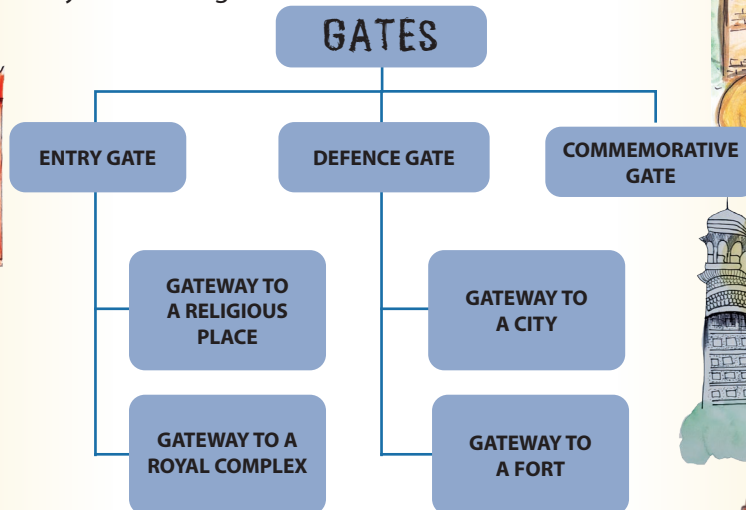 GATES
ENTRY GATE
DEFENCE GATE
COMMEMORATIVE
GATE
GATEWAY TO
A RELIGIOUS
PLACE
GATEWAY TO
A CITY
GATEWAY TO A
ROYAL COMPLEX
GATEWAY TO
A FORT